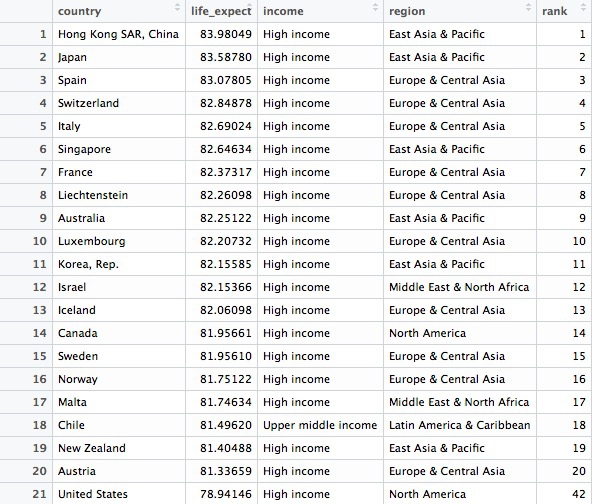 country life_expect income region rank
1 Hong Kong SAR, China 83.98049 High income East Asia & Pacific 1
2 Japan 83.58780 High income East Asia & Pacific 2
3 Spain 83.07805 High income Europe & Central Asia 3
4 Switzerland 82.84878 High income Europe & Central Asia 4
5 Italy 82.69024 High income Europe & Central Asia 5
6 Singapore 82.64634 High income East Asia & Pacific 6
7 France 82.37317 High income Europe & Central Asia 7
8 Liechtenstein 82.26098 High income Europe & Central Asia 8
9 Australia 82.25122 High income East Asia & Pacific 9
10 Luxembourg 82.20732 High income Europe & Central Asia 10
11 Korea, Rep. 82.15585 High income East Asia & Pacific 11
12 Israel 82.15366 High income Middle East & North Africa 12
13 Iceland 82.06098 High income Europe & Central Asia 13
14 Canada 81.95661 High income North America 14
15 Sweden 81.95610 High income Europe & Central Asia 15
16 Norway 81.75122 High income Europe & Central Asia 16
17 Malta 81.74634 High income Middle East & North Africa 17
18 Chile 81.49620 Upper middle income Latin America & Caribbean 18
19 New Zealand 81.40488 High income East Asia & Pacific 19
20 Austria 81.33659 High income Europe & Central Asia 20
21 United States 78.94146 High income North America 42